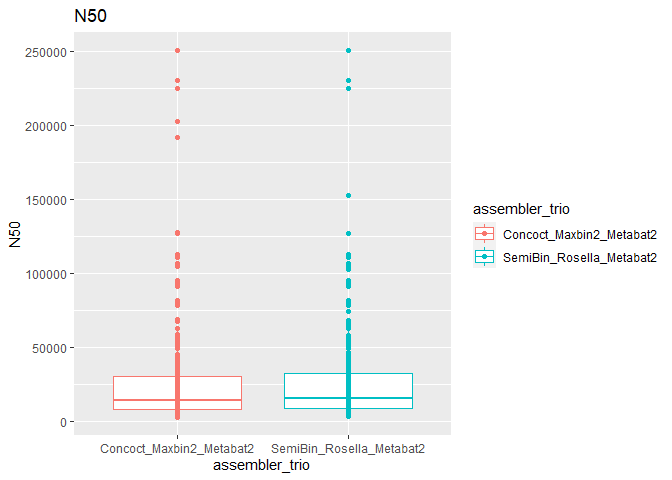 N50
250000
200000
150000
100000
50000
0
N50
Concoct_Maxbin2_Metabat2
SemiBin_Rosella_Metabat2
assembler_trio
assembler_trio
Concoct_Maxbin2_Metabat2
SemiBin_Rosella_Metabat2